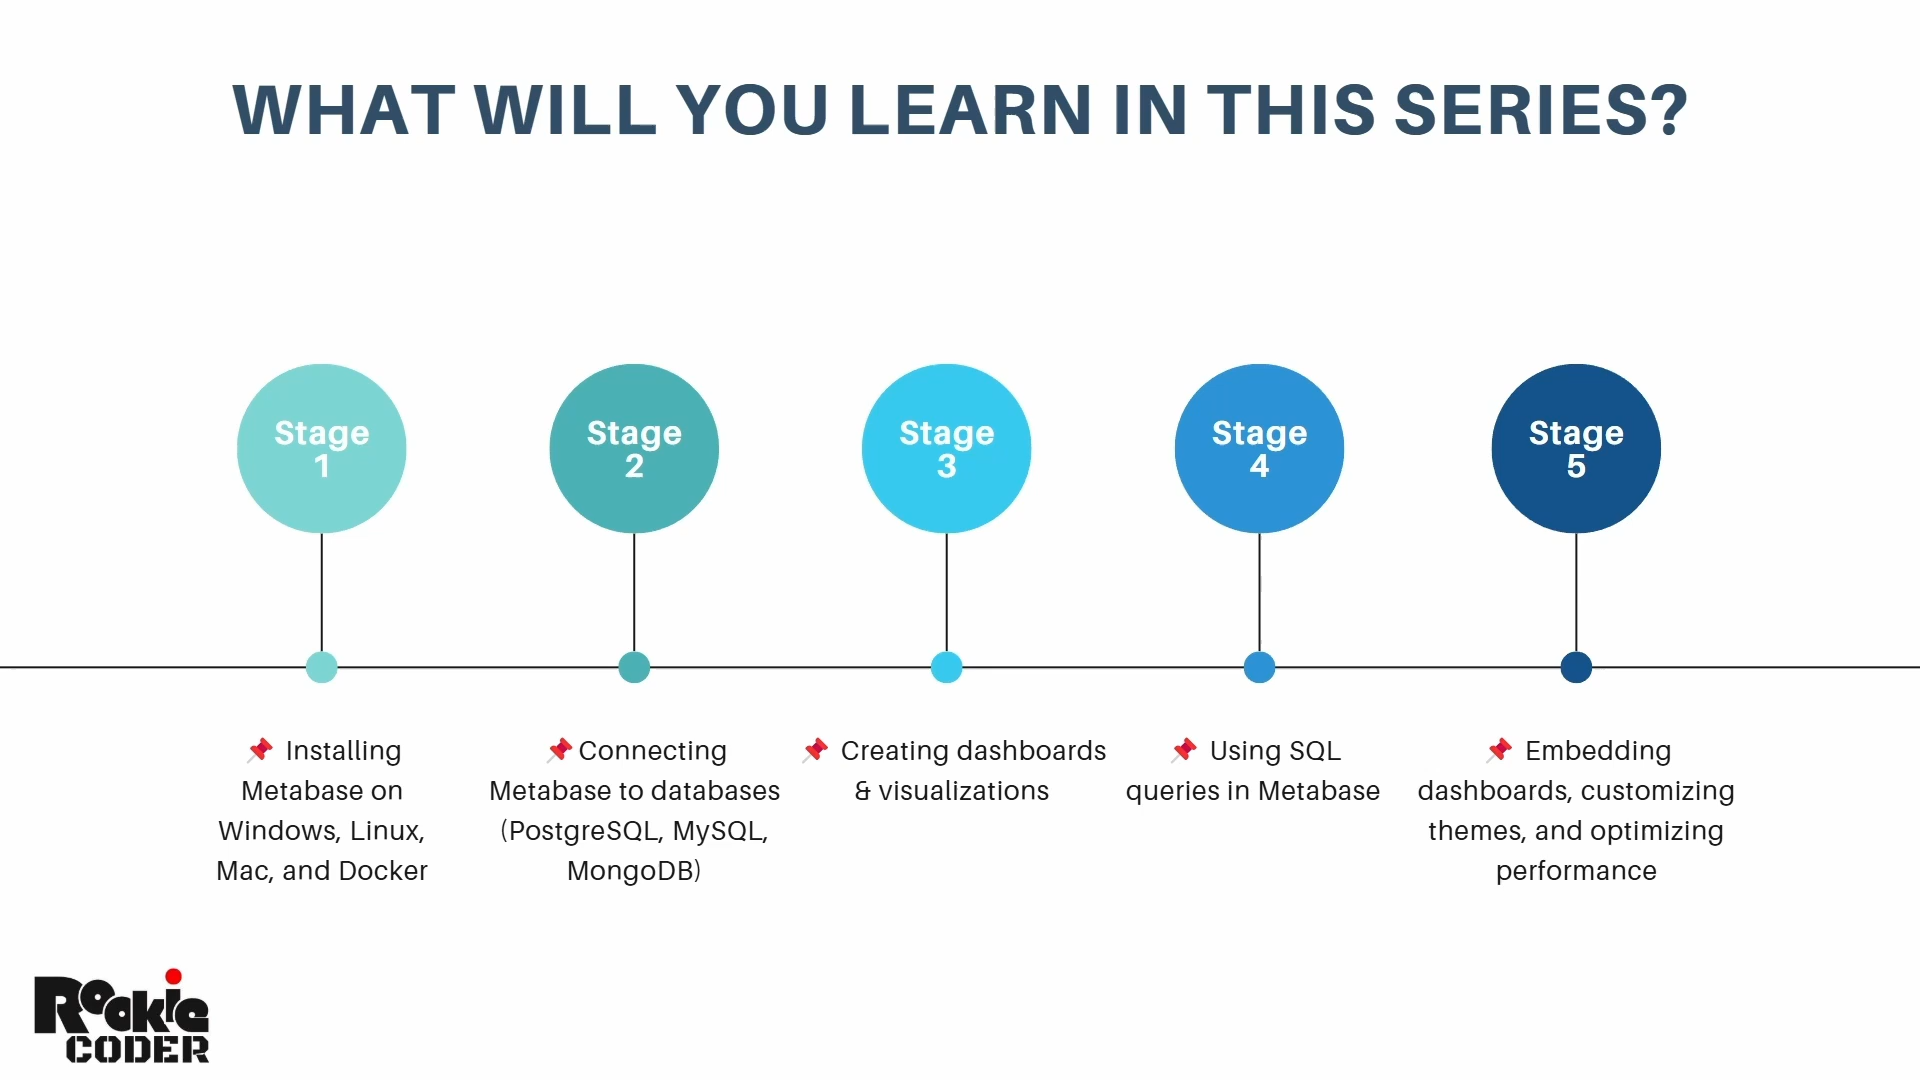 WHAT WILL YOU LEARN IN THIS SERIES?
Stage
1
Stage
2
Stage
3
Stage
4
Stage
5
📌 Installing
Metabase on
Windows, Linux,
Mac, and Docker
📌 Connecting
Metabase to databases
(PostgreSQL, MySQL,
MongoDB)
📌 Creating dashboards
& visualizations
📌 Using SQL
queries in Metabase
📌 Embedding
dashboards, customizing
themes, and optimizing
performance
Rookie
CODER